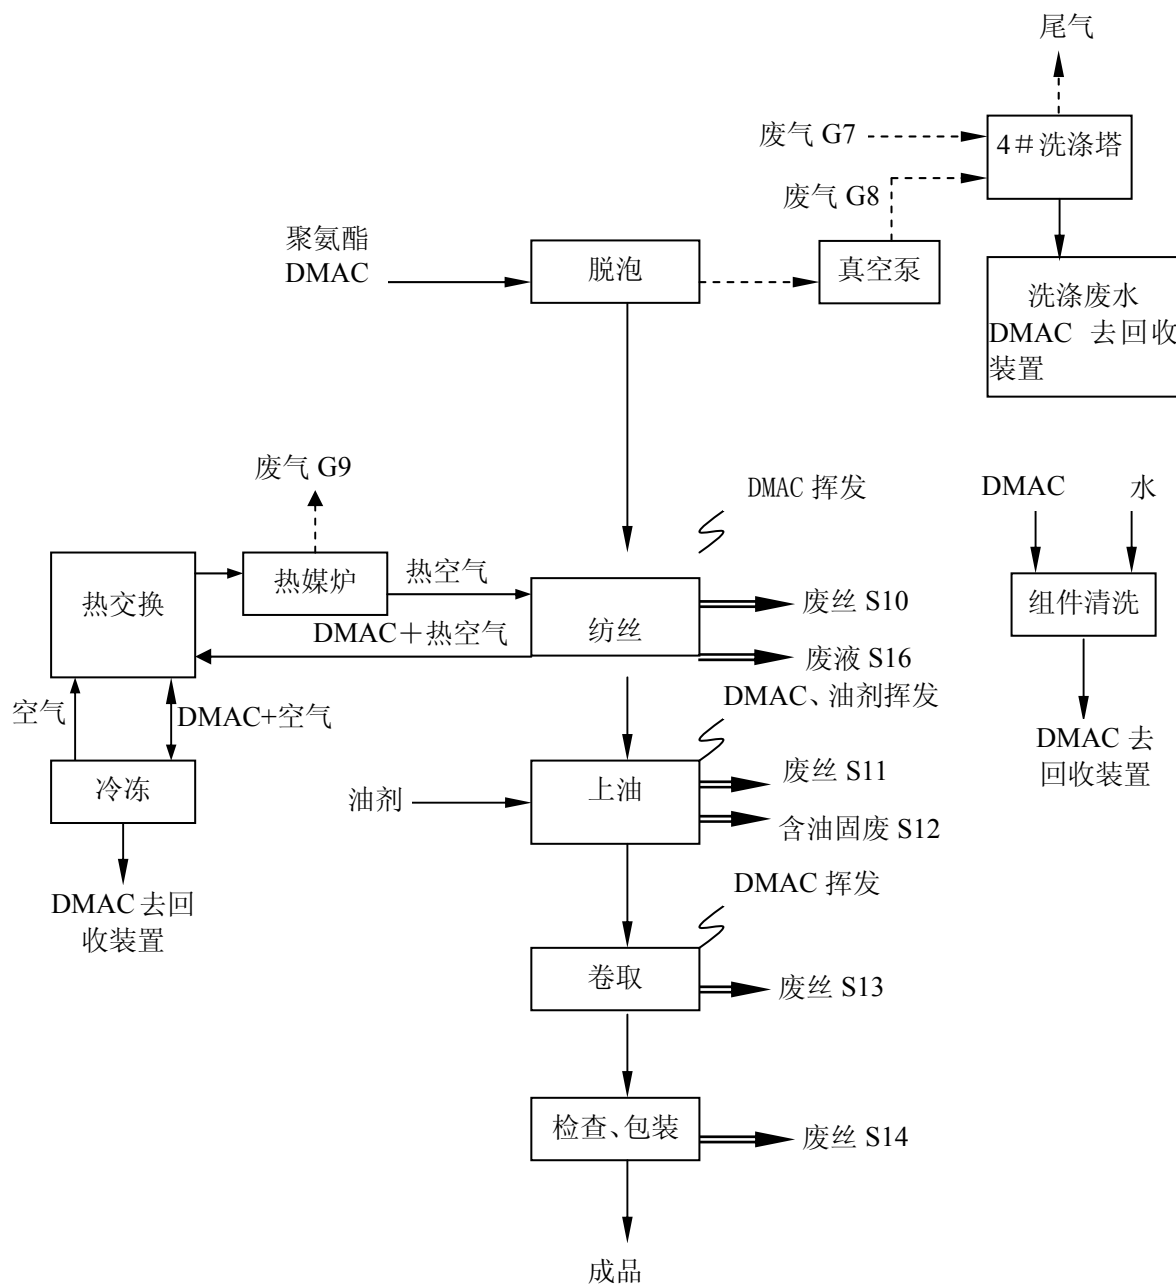 尾气
废气 G7
4＃洗涤塔
废气 G8
聚氨酯
DMAC
脱泡
真空泵
洗涤废水
DMAC 去回收
装置
废气 G9
DMAC 挥发
DMAC
水
热交换
热媒炉
热空气
纺丝
废丝 S10
组件清洗
DMAC＋热空气
废液 S16
空气
DMAC+空气
DMAC、油剂挥发
DMAC 去
回收装置
冷冻
油剂
上油
废丝 S11
含油固废 S12
DMAC 去回
收装置
DMAC 挥发
卷取
废丝 S13
检查、包装
废丝 S14
成品